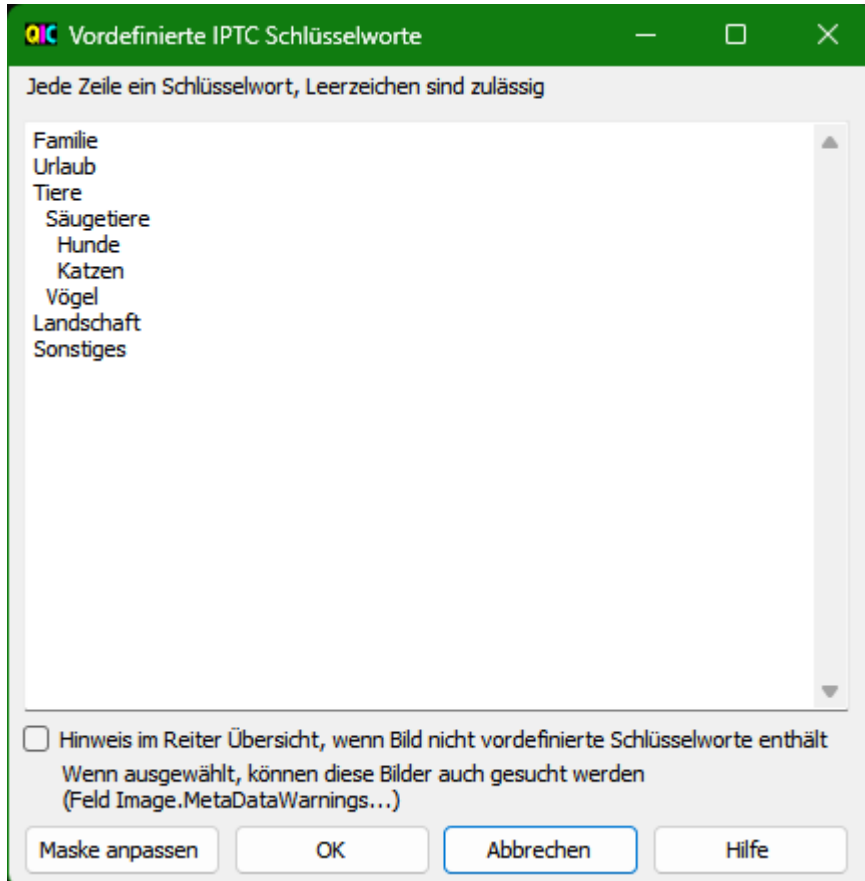 QIC Vordefinierte IPTC Schlüsselworte
Jede Zeile ein Schlüsselwort, Leerzeichen sind zulässig
Familie
Urlaub
Tiere
Säugetiere
Hunde
Katzen
Vögel
Landschaft
Sonstiges
Hinweis im Reiter Übersicht, wenn Bild nicht vordefinierte Schlüsselworte enthält
Wenn ausgewählt, können diese Bilder auch gesucht werden
(Feld Image.MetaDataWarnings...)
Maske anpassen OK Abbrechen Hilfe